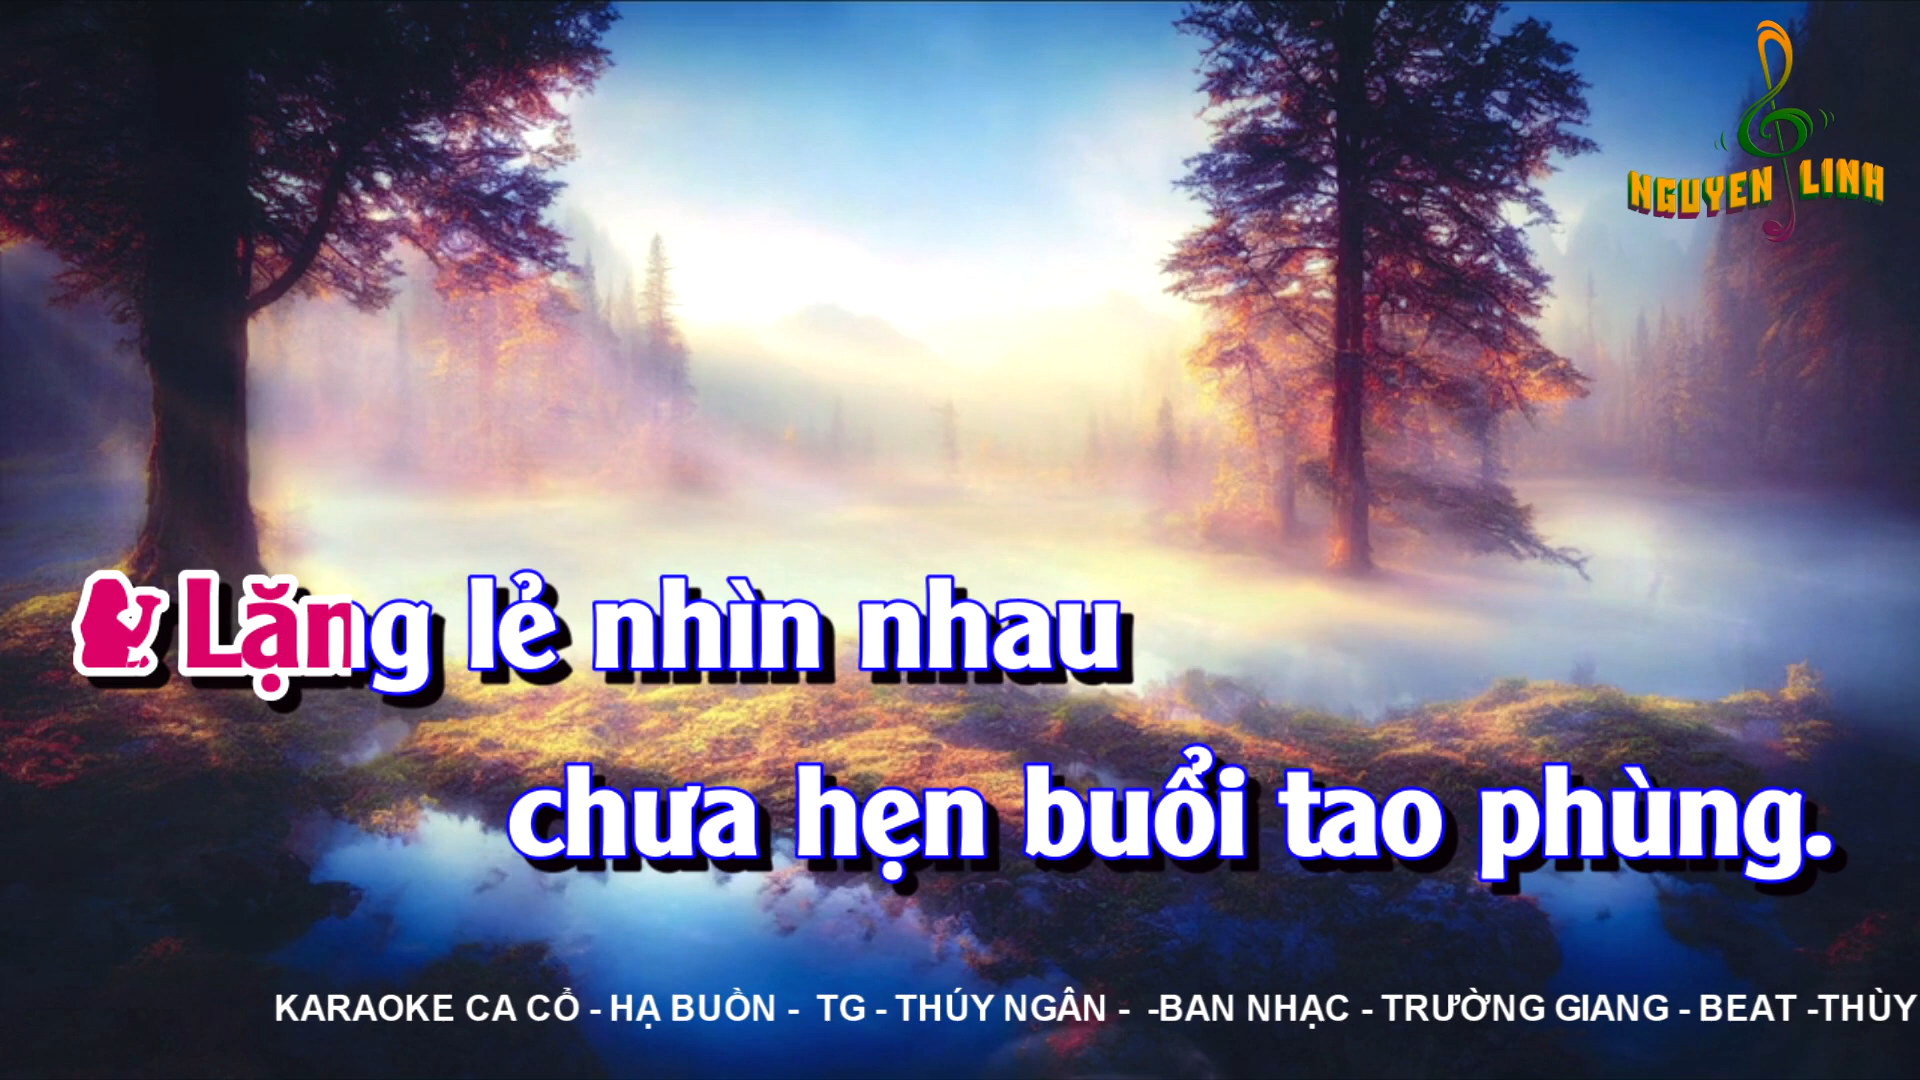 NGUYEN LINH
Lặng lẻ nhìn nhau
chưa hẹn buổi tao phùng.
KARAOKE CA CỔ - HẠ BUỒN - TG - THÚY NGÂN - -BAN NHẠC - TRƯỜNG GIANG - BEAT -THÙY